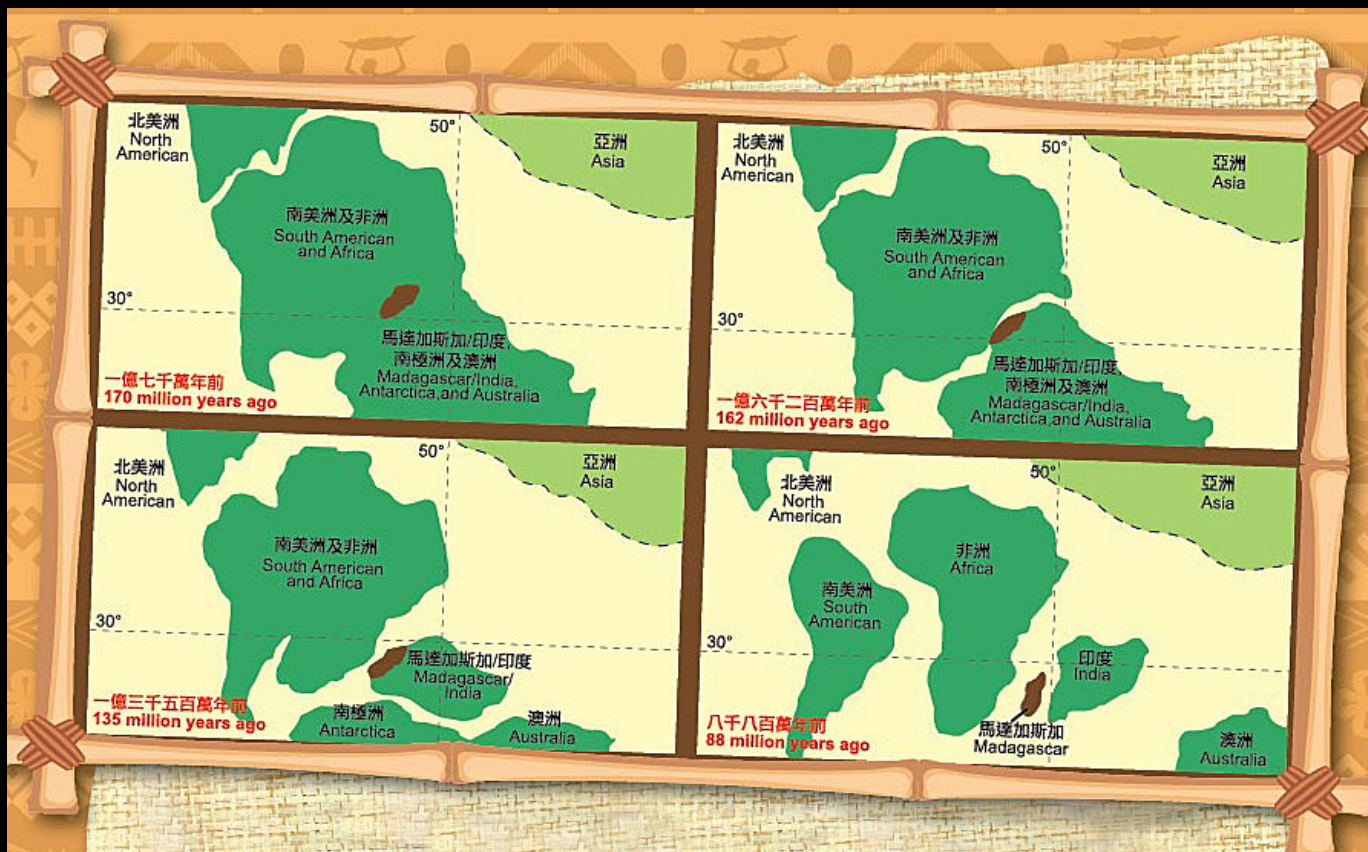 北美洲
North
American
50°
亞洲
Asia
南美洲及非洲
South American
and Africa
30°
馬達加斯加/印度,
南極洲及澳洲
Madagascar/India,
Antarctica,and Australia
一億七千萬年前
170 million years ago
北美洲
North
American
50°
亞洲
Asia
南美洲及非洲
South American
and Africa
30°
馬達加斯加/印度,
南極洲及澳洲
Madagascar/India,
Antarctica,and Australia
一億六千二百萬年前
162 million years ago
北美洲
North
American
50°
亞洲
Asia
南美洲及非洲
South American
and Africa
30°
馬達加斯加/印度
Madagascar/
India
一億三千五百萬年前
135 million years ago
南極洲
Antarctica
澳洲
Australia
北美洲
North
American
50°
亞洲
Asia
非洲
Africa
南美洲
South
American
30°
印度
India
八千八百萬年前
88 million years ago
馬達加斯加
Madagascar
澳洲
Australia